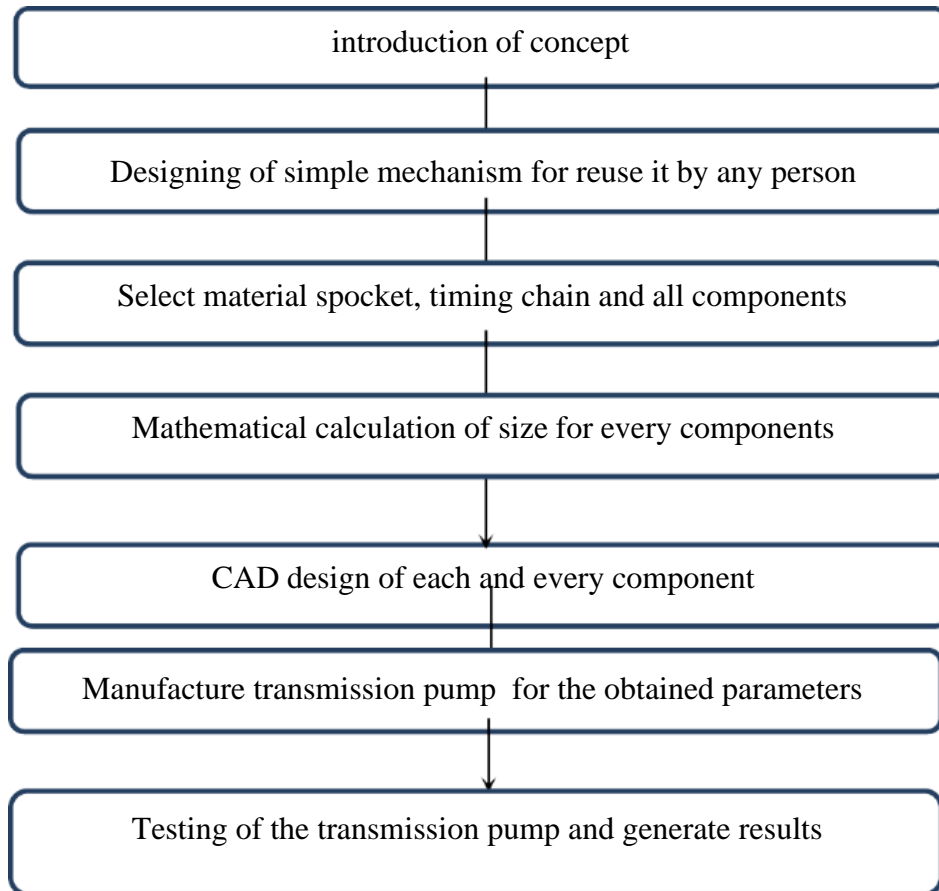 introduction of concept
Designing of simple mechanism for reuse it by any person
Select material spocket, timing chain and all components
Mathematical calculation of size for every components
CAD design of each and every component
Manufacture transmission pump for the obtained parameters
Testing of the transmission pump and generate results